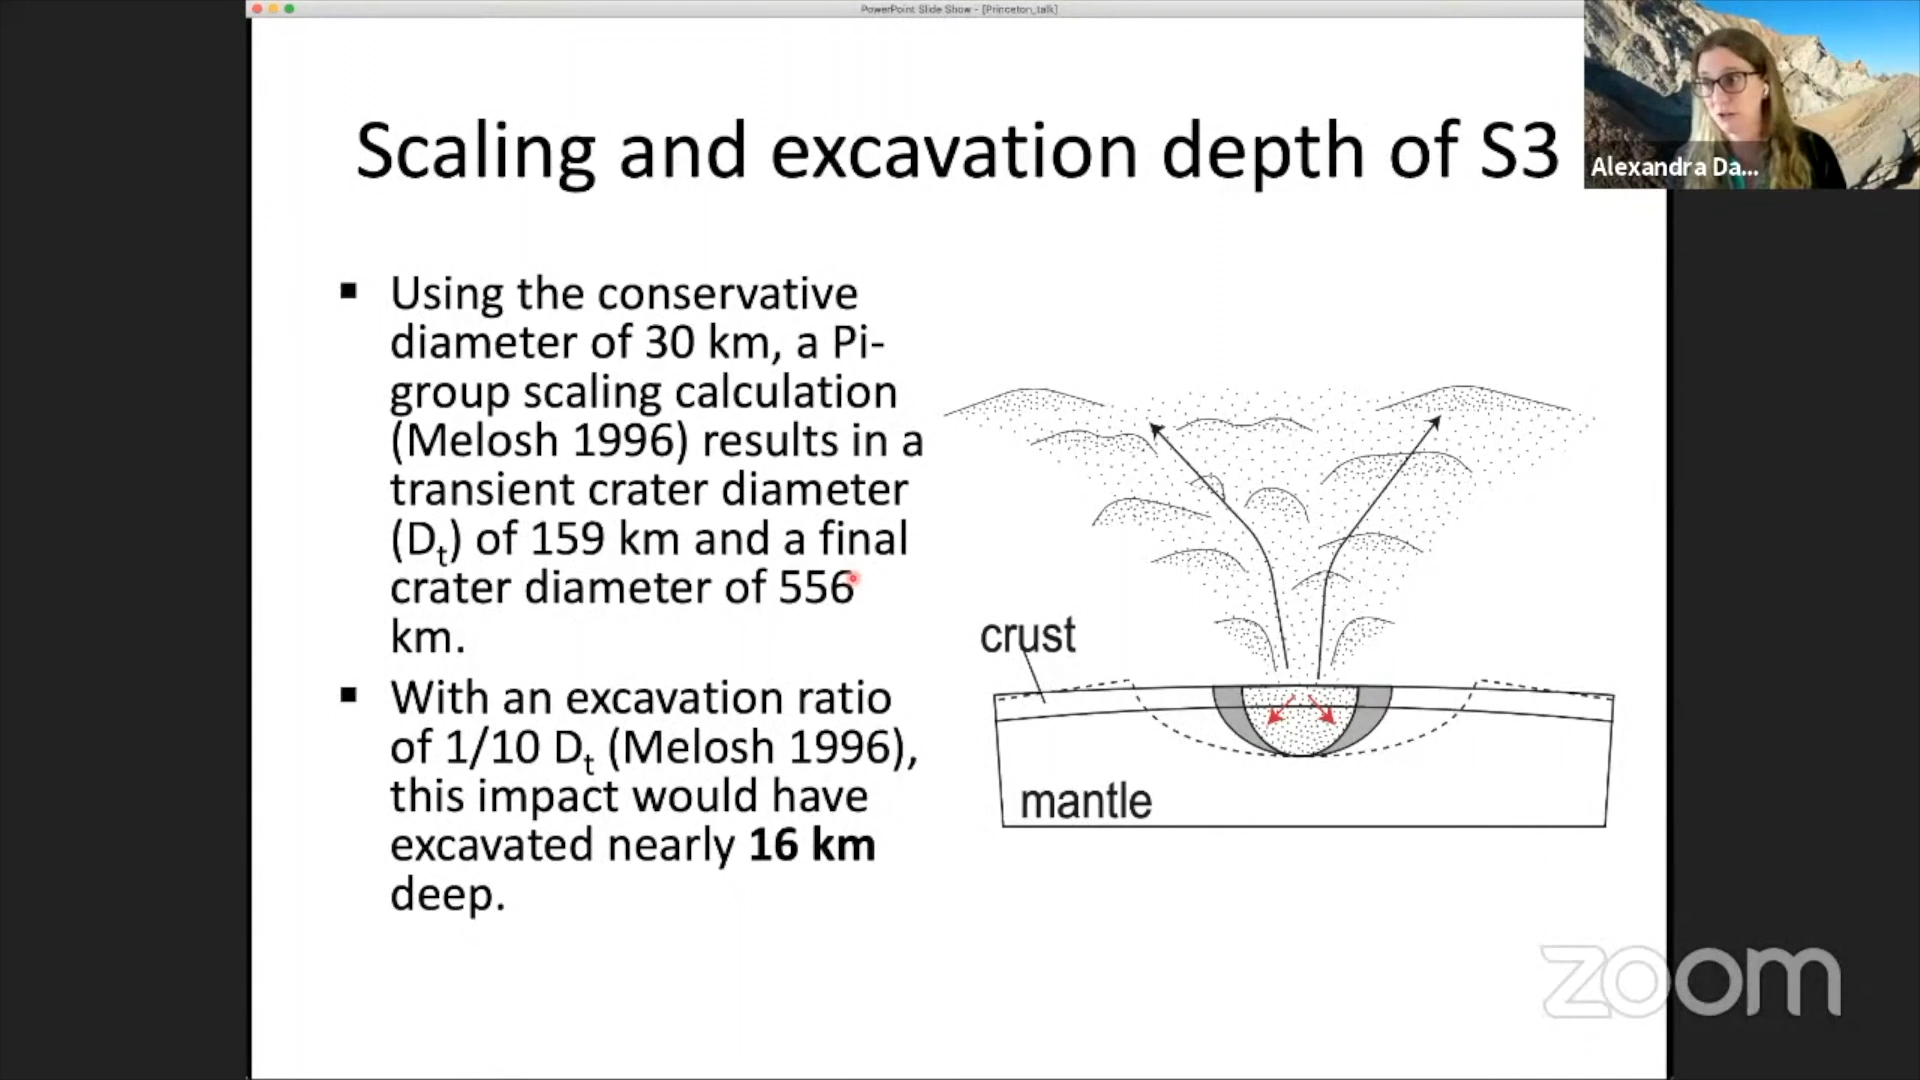 PowerPoint Slide Show - [Princeton_talk]
Scaling and excavation depth of S3
Alexandra Da...
▪ Using the conservative
diameter of 30 km, a Pi-
group scaling calculation
(Melosh 1996) results in a
transient crater diameter
(Dt) of 159 km and a final
crater diameter of 556
km.
▪ With an excavation ratio
of 1/10 Dt (Melosh 1996),
this impact would have
excavated nearly 16 km
deep.
crust
mantle
zoom